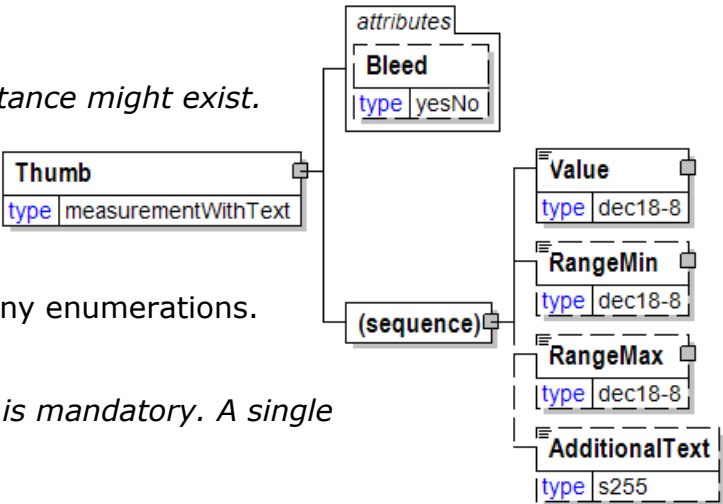 attributes
Bleed
type yesNo
tance might exist.
Thumb
type measurementWithText
Value
type dec18-8
RangeMin
type dec18-8
ny enumerations.
(sequence)
RangeMax
type dec18-8
is mandatory. A single
AdditionalText
type s255